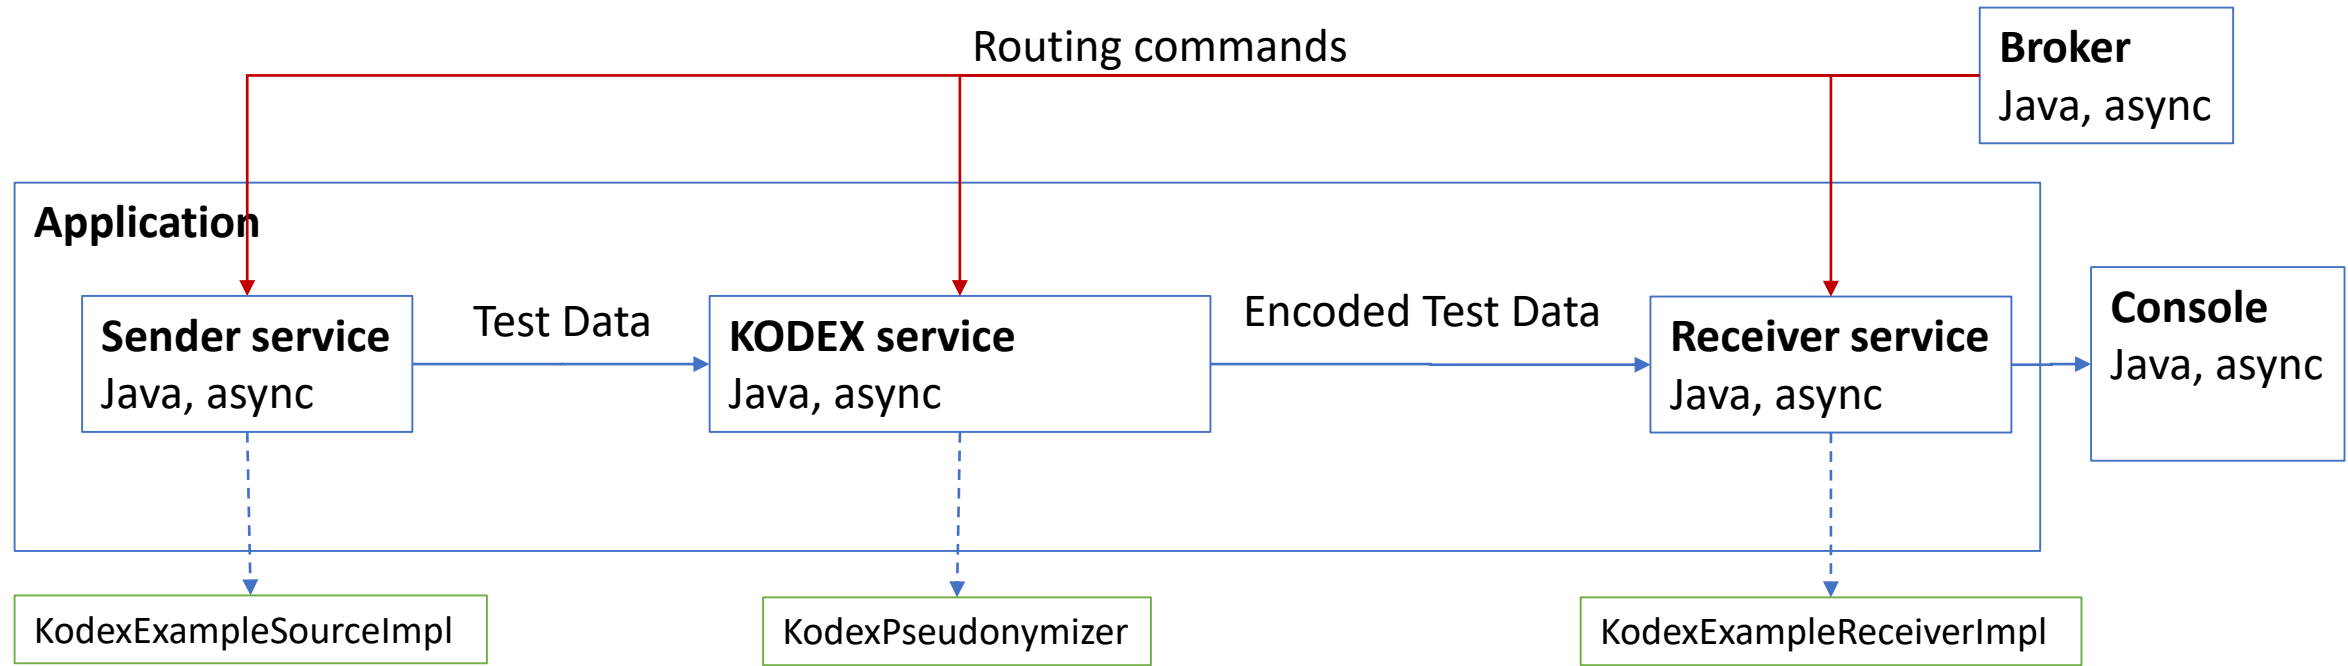 Routing commands
Broker
Java, async
Application
Sender service
Java, async
Test Data
KODEX service
Java, async
Encoded Test Data
Receiver service
Java, async
Console
Java, async
KodexExampleSourceImpl
KodexPseudonymizer
KodexExampleReceiverImpl